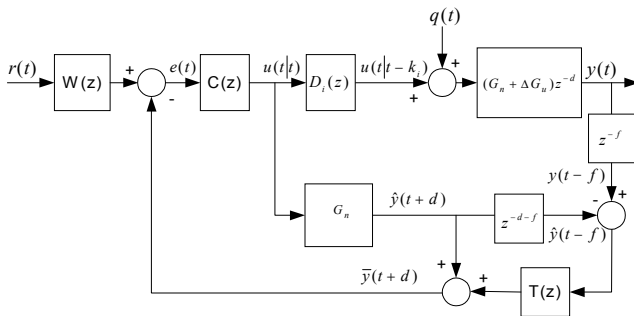 q(t)
r(t)
W(z)
+
-
e(t)
C(z)
u(t|t)
D_i(z)
u(t|t − k_i)
+
+
(G_n + ΔG_u)z^{-d}
y(t)
z^{-f}
y(t − f)
G_n
ŷ(t + d)
z^{-d-f}
-
+
ŷ(t − f)
ȳ(t + d)
+
+
T(z)